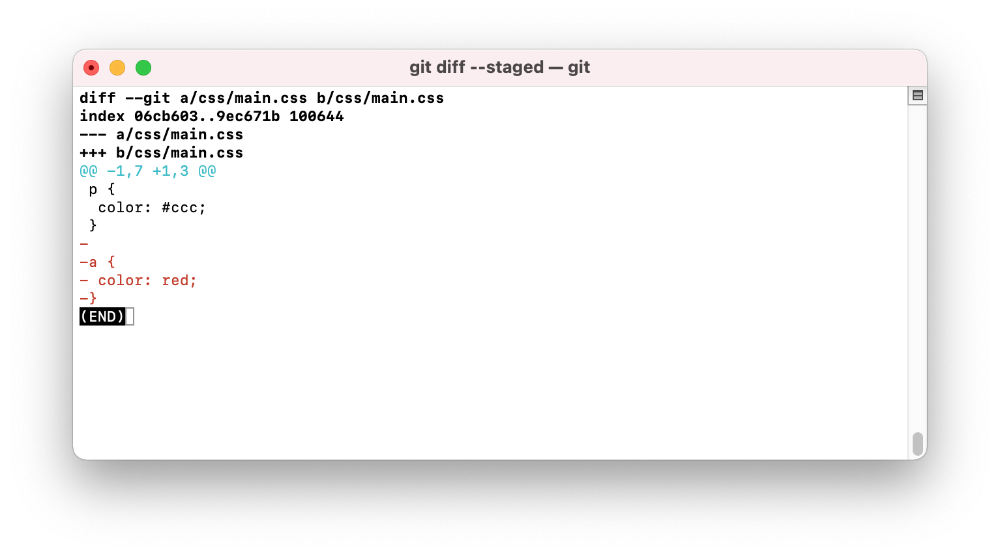 git diff --staged — git
diff --git a/css/main.css b/css/main.css
index 06cb603..9ec671b 100644
--- a/css/main.css
+++ b/css/main.css
@@ -1,7 +1,3 @@
 p {
  color: #ccc;
 }
-
-a {
- color: red;
-}
(END)